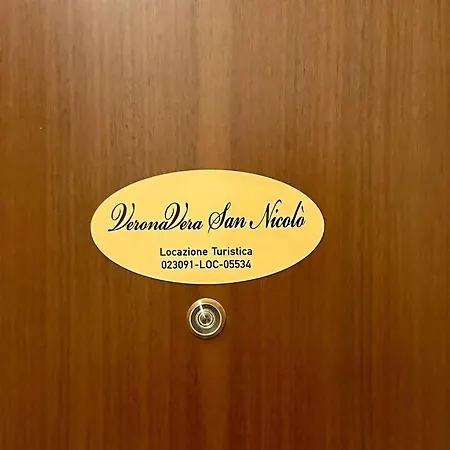 VeronaVera San Nicolò
Locazione Turistica
023091-LOC-05534